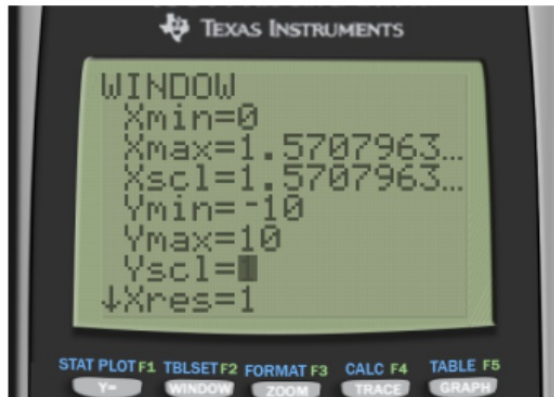 TEXAS INSTRUMENTS
WINDOW
Xmin=0
Xmax=1.5707963...
Xscl=1.5707963...
Ymin=-10
Ymax=10
Yscl=
↓Xres=1
STAT PLOT F1 TBLSET F2 FORMAT F3 CALC F4 TABLE F5
Y= WINDOW ZOOM TRACE GRAPH